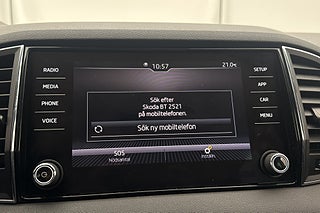 10:57
21.0
RADIO
MEDIA
PHONE
VOICE
SETUP
APP
CAR
MENU
Sök efter
Skoda BT 2521
på mobiltelefonen.
Sök ny mobiltelefon
SOS
Nödsamtal
Inställn.